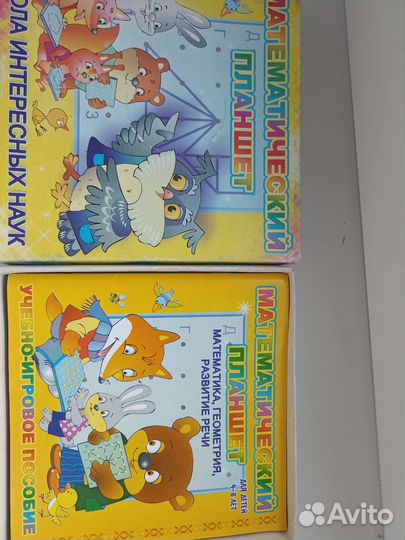 МАТЕМАТИЧЕСКИЙ
ПЛАНШЕТ
ОЛА ИНТЕРЕСНЫХ НАУК
МАТЕМАТИЧЕСКИЙ
ПЛАНШЕТ
МАТЕМАТИКА, ГЕОМЕТРИЯ,
РАЗВИТИЕ РЕЧИ
ДЛЯ ДЕТЕЙ
4-8 ЛЕТ
УЧЕБНО-ИГРОВОЕ ПОСОБИЕ
Avito